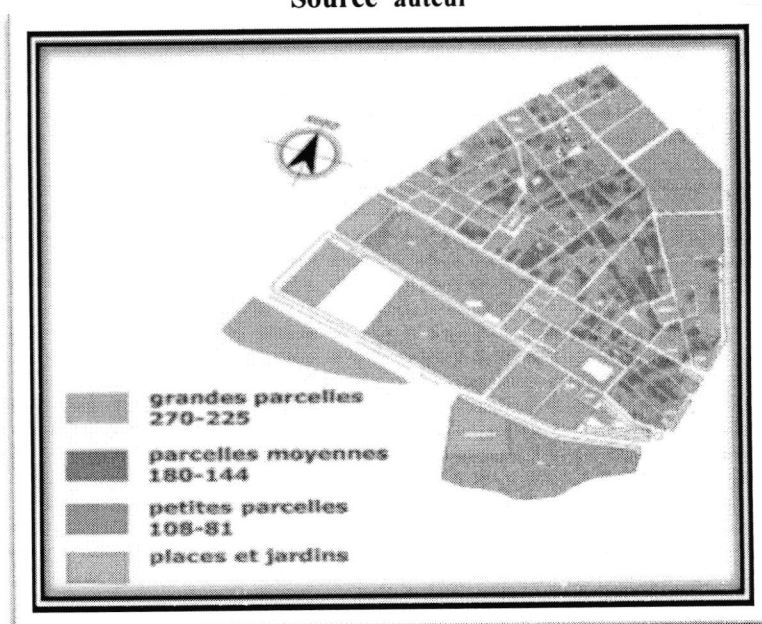 Source auteur
grandes parcelles
270-225
parcelles moyennes
180-144
petites parcelles
108-81
places et jardins